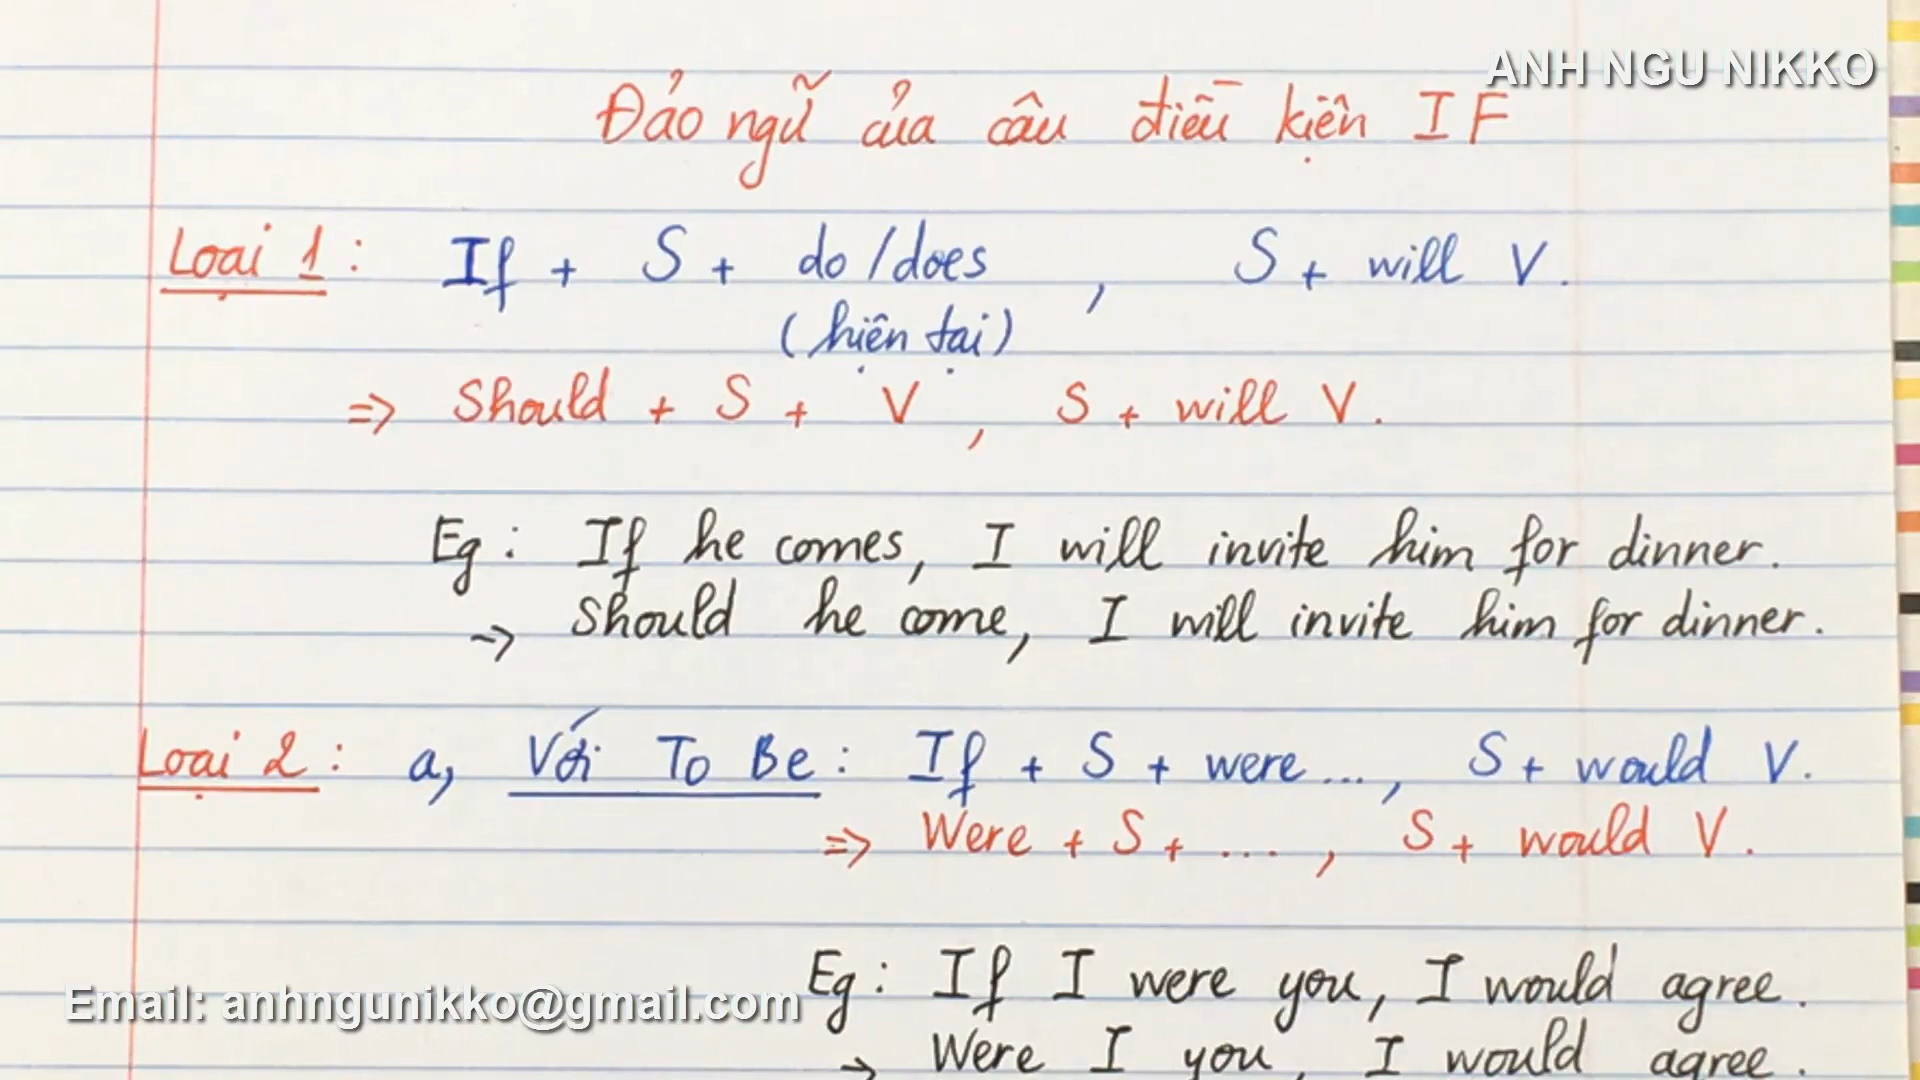 ANH NGU NIKKO
Đảo ngữ của câu điều kiện IF
Loại 1: If + S + do/does, S + will V.
(hiện tại)
=> Should + S + V, S + will V.
Eg: If he comes, I will invite him for dinner.
-> Should he come, I will invite him for dinner.
Loại 2: a, Với To Be: If + S + were..., S + would V.
=> Were + S + ..., S + would V.
Eg: If I were you, I would agree.
Email: anhngunikko@gmail.com
-> Were I you, I would agree.